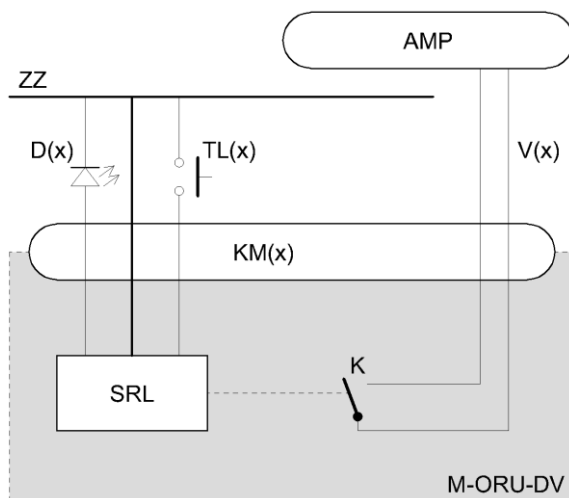 AMP
ZZ
D(x)
TL(x)
V(x)
KM(x)
K
SRL
M-ORU-DV